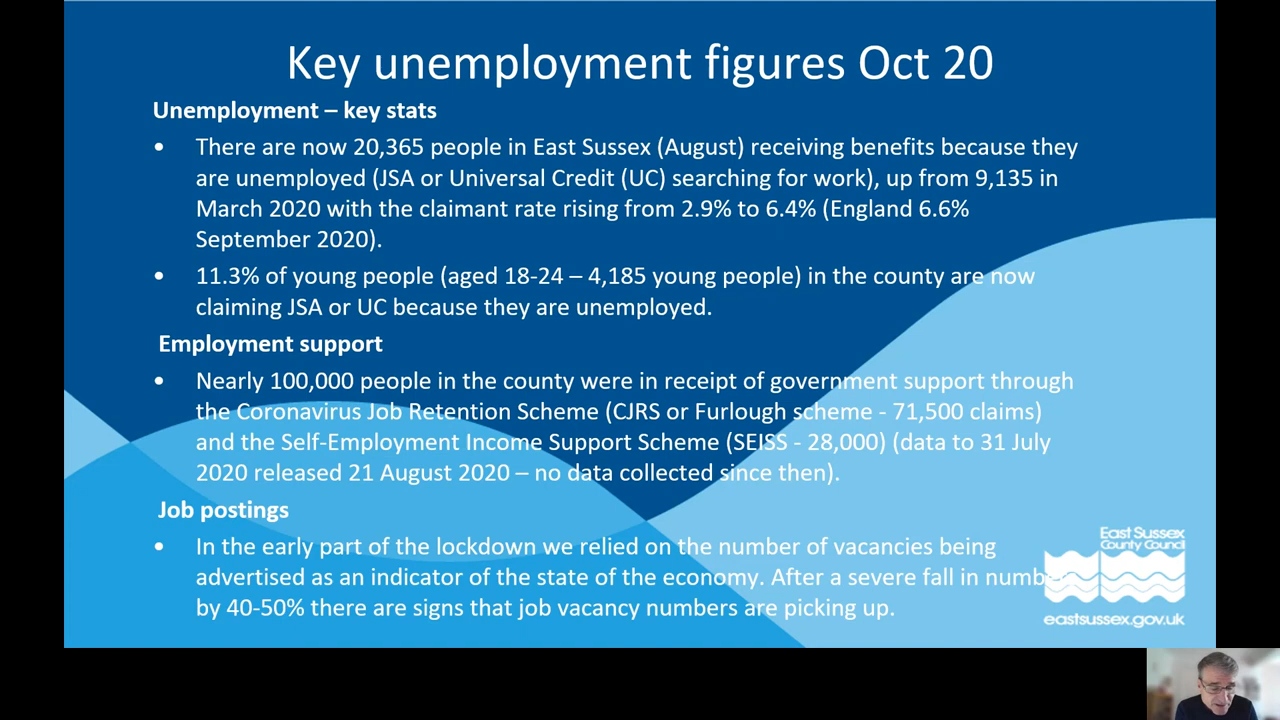 Key unemployment figures Oct 20
Unemployment – key stats
• There are now 20,365 people in East Sussex (August) receiving benefits because they
are unemployed (JSA or Universal Credit (UC) searching for work), up from 9,135 in
March 2020 with the claimant rate rising from 2.9% to 6.4% (England 6.6%
September 2020).
• 11.3% of young people (aged 18-24 – 4,185 young people) in the county are now
claiming JSA or UC because they are unemployed.
Employment support
• Nearly 100,000 people in the county were in receipt of government support through
the Coronavirus Job Retention Scheme (CJRS or Furlough scheme - 71,500 claims)
and the Self-Employment Income Support Scheme (SEISS - 28,000) (data to 31 July
2020 released 21 August 2020 – no data collected since then).
Job postings
• In the early part of the lockdown we relied on the number of vacancies being
advertised as an indicator of the state of the economy. After a severe fall in
by 40-50% there are signs that job vacancy numbers are picking up.
East Sussex
County Council
eastsussex.gov.uk